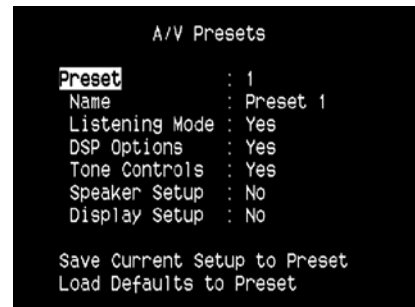 A/V Presets
Preset : 1
Name : Preset 1
Listening Mode : Yes
DSP Options : Yes
Tone Controls : Yes
Speaker Setup : No
Display Setup : No
Save Current Setup to Preset
Load Defaults to Preset